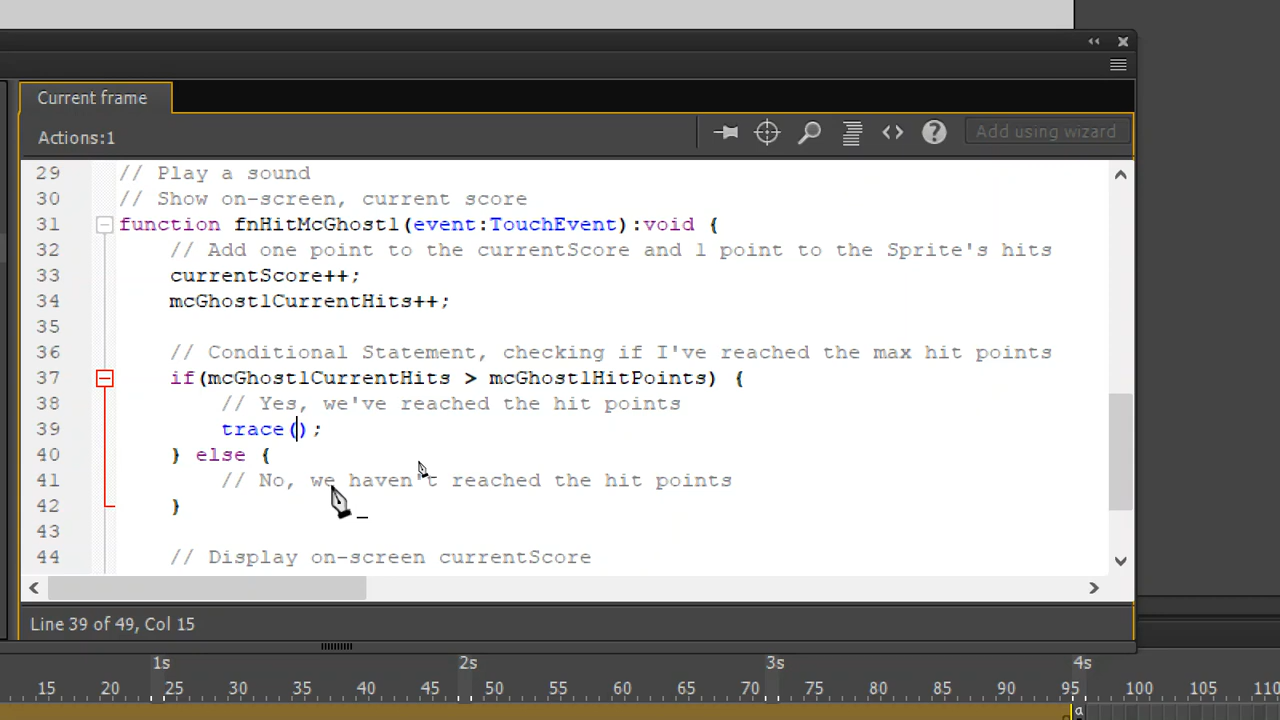 Current frame
Actions:1
Add using wizard
29 // Play a sound
30 // Show on-screen, current score
31 function fnHitMcGhost1(event:TouchEvent):void {
32 // Add one point to the currentScore and 1 point to the Sprite's hits
33 currentScore++;
34 mcGhost1CurrentHits++;
35
36 // Conditional Statement, checking if I've reached the max hit points
37 if(mcGhost1CurrentHits > mcGhost1HitPoints) {
38 // Yes, we've reached the hit points
39 trace();
40 } else {
41 // No, we haven't reached the hit points
42 }
43
44 // Display on-screen currentScore
Line 39 of 49, Col 15
1s 2s 3s 4s
15 20 25 30 35 40 45 50 55 60 65 70 75 80 85 90 95 100 105 110
a